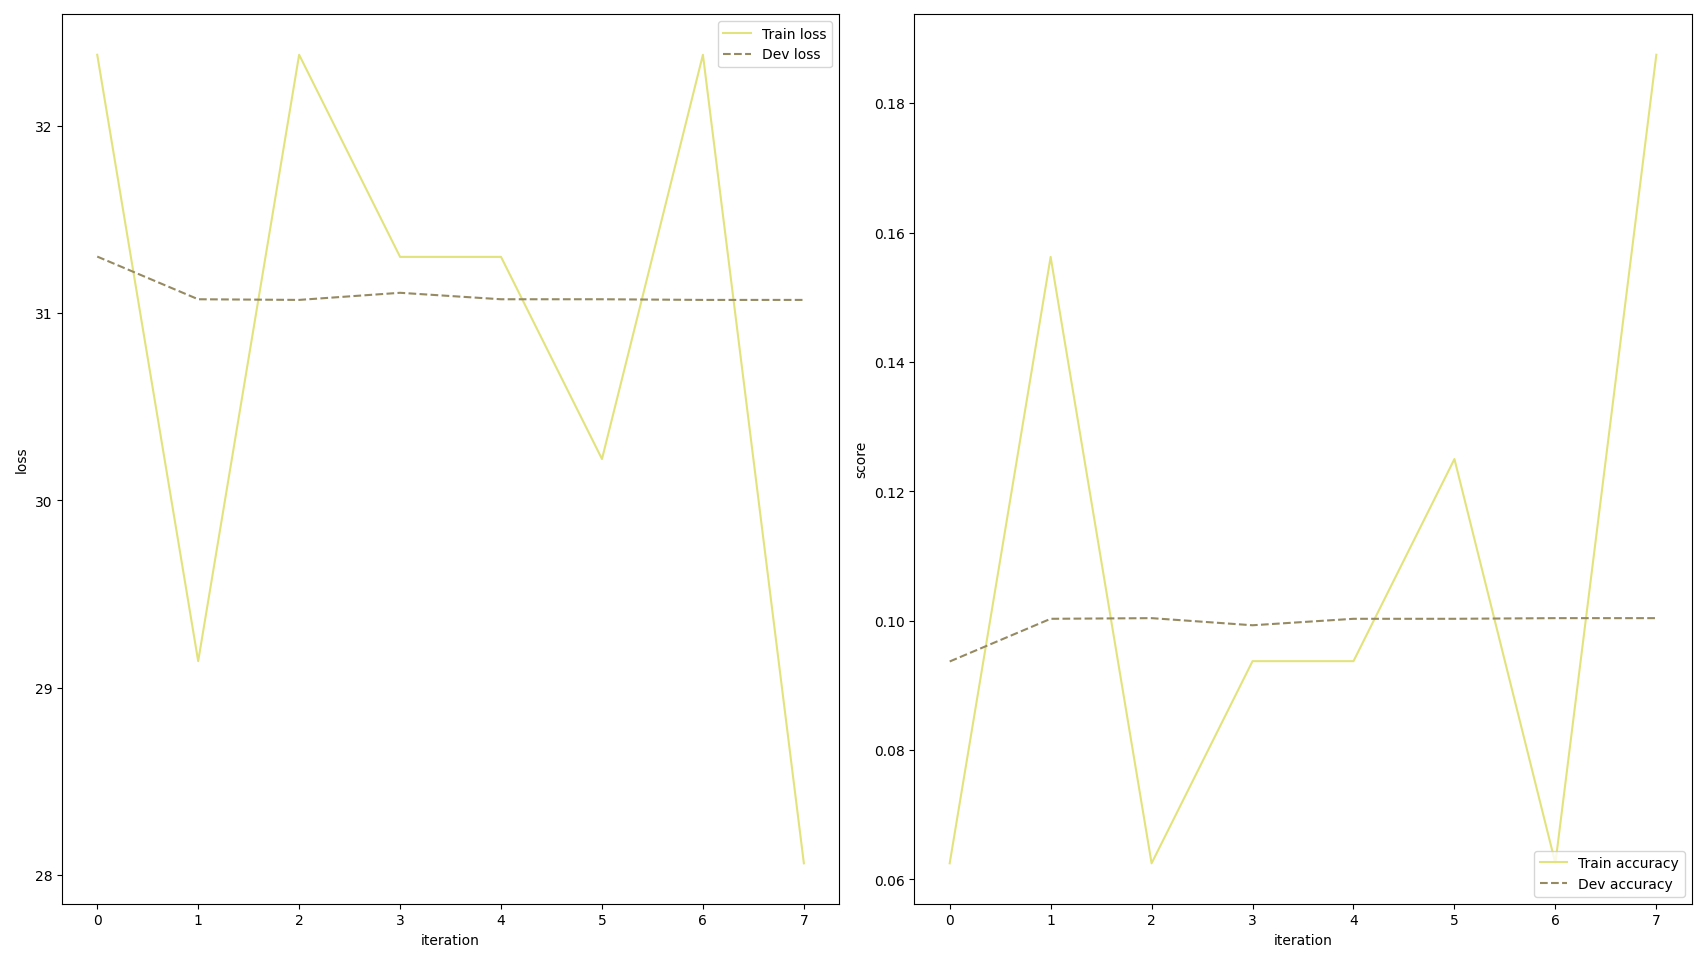 Train loss
Dev loss
32
31
30
29
28
loss
0 1 2 3 4 5 6 7
iteration
0.18
0.16
0.14
0.12
0.10
0.08
0.06
score
Train accuracy
Dev accuracy
0 1 2 3 4 5 6 7
iteration